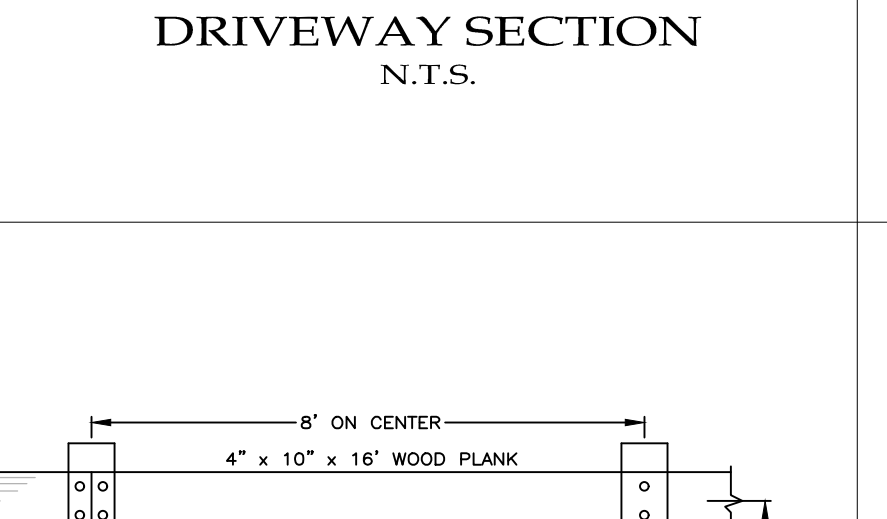 DRIVEWAY SECTION
N.T.S.
8' ON CENTER
4" x 10" x 16' WOOD PLANK